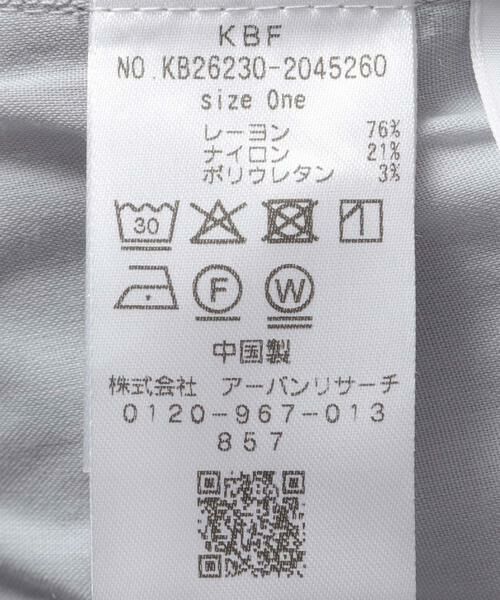 KBF
NO.KB26230-2045260
size One
レーヨン 76%
ナイロン 21%
ポリウレタン 3%
30
F W
中国製
株式会社 アーバンリサーチ
0120-967-013
857